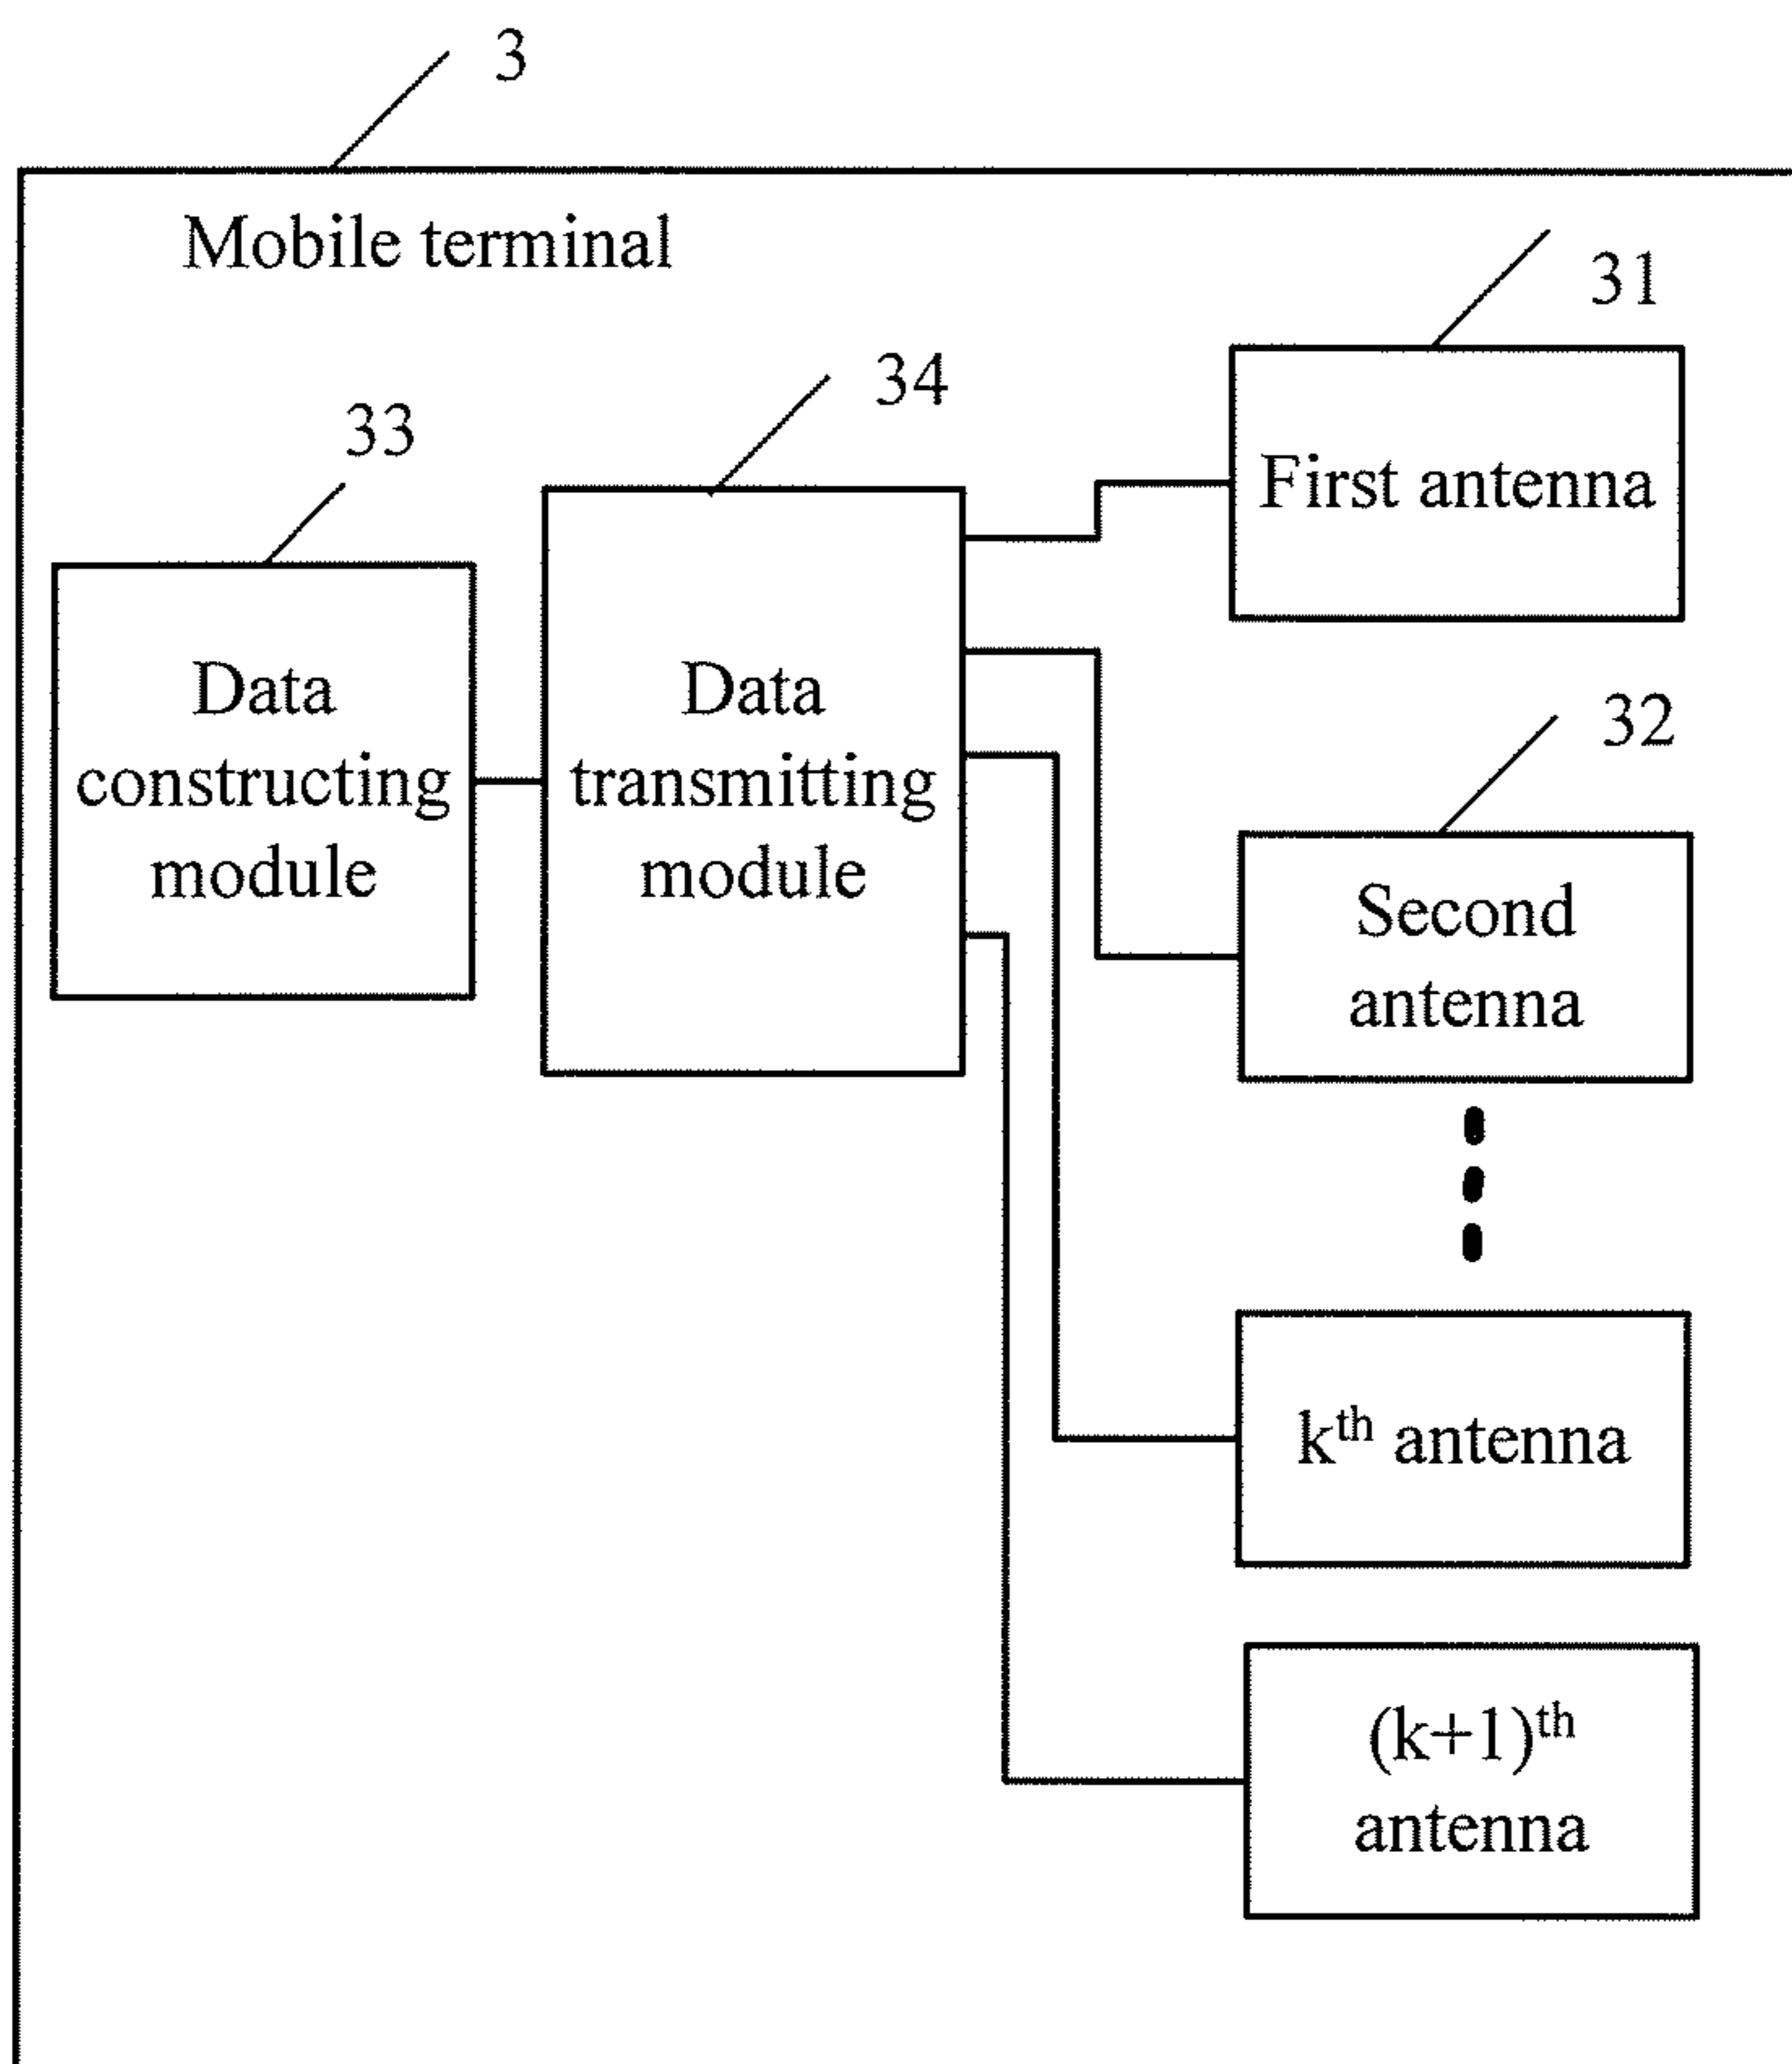 3
Mobile terminal
31
34
33
First antenna
Data
constructing
module
Data
transmitting
module
32
Second
antenna
kth antenna
(k+1)th
antenna